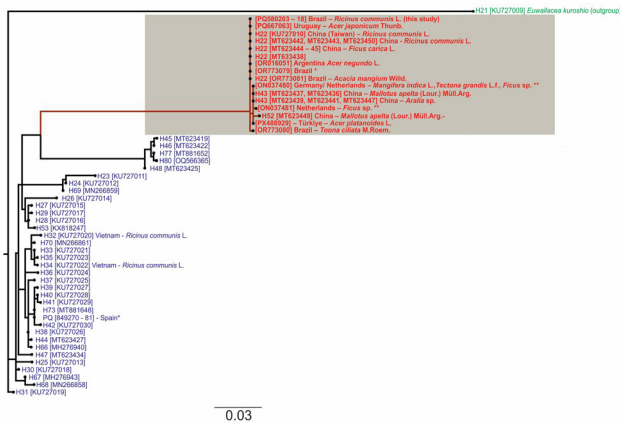 H21 [KU727009] Euwallacea kuroshio (outgroup)
[PQ580203 – 18] Brazil – Ricinus communis L. (this study)
[PQ667063] Uruguay – Acer japonicum Thunb.
H22 [KU727010] China (Taiwan) – Ricinus communis L.
H22 [MT623442, MT623443, MT623450] China - Ricinus communis L.
H22 [MT623444 – 45] China – Ficus carica L.
H22 [MT633438]
[OR016051] Argentina Acer negundo L.
[OR773079] Brazil *
H22 [OR773081] Brazil – Acacia mangium Willd.
[ON037480] Germany/ Netherlands – Mangifera indica L.,Tectona grandis L.f., Ficus sp. **
H43 [MT623437, MT623436] China – Mallotus apelta (Lour.) Müll.Arg.
H43 [MT623439, MT623441, MT623447] China – Aralia sp.
[ON037481] Netherlands – Ficus sp. **
H52 [MT623449] China – Mallotus apelta (Lour.) Müll.Arg.-
[PX488929] – Türkiye – Acer platanoides L.
[OR773080] Brazil – Toona ciliata M.Roem.
H45 [MT623419]
H46 [MT623422]
H77 [MT881652]
H80 [OQ566365]
H48 [MT623425]
H23 [KU727011]
H24 [KU727012]
H69 [MN266859]
H26 [KU727014]
H27 [KU727015]
H29 [KU727017]
H28 [KU727016]
H53 [KX818247]
H32 [KU727020] Vietnam - Ricinus communis L.
H70 [MN266861]
H33 [KU727021]
H35 [KU727023]
H34 [KU727022] Vietnam - Ricinus communis L.
H36 [KU727024]
H37 [KU727025]
H39 [KU727027]
H40 [KU727028]
H41 [KU727029]
H73 [MT881648]
PQ [849270 - 81] - Spain*
H42 [KU727030]
H38 [KU727026]
H44 [MT623427]
H66 [MH276940]
H47 [MT623434]
H25 [KU727013]
H30 [KU727018]
H67 [MH276943]
H68 [MN266858]
H31 [KU727019]
0.03